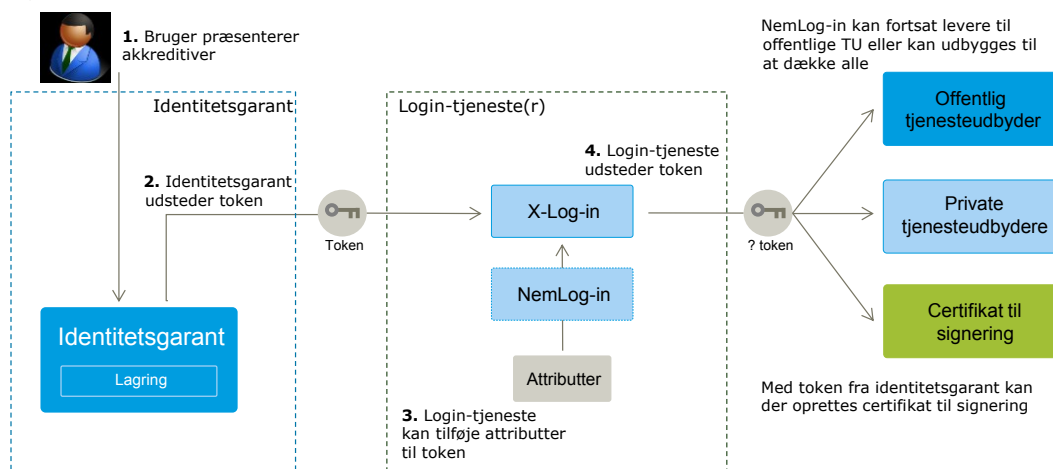 1. Bruger præsenterer
akkreditiver
Identitetsgarant
2. Identitetsgarant
udsteder token
Identitetsgarant
Lagring
Token
Login-tjeneste(r)
4. Login-tjeneste
udsteder token
X-Log-in
NemLog-in
Attributter
3. Login-tjeneste
kan tilføje attributter
til token
? token
NemLog-in kan fortsat levere til
offentlige TU eller kan udbygges til
at dække alle
Offentlig
tjenesteudbyder
Private
tjenesteudbydere
Certifikat til
signering
Med token fra identitetsgarant kan
der oprettes certifikat til signering